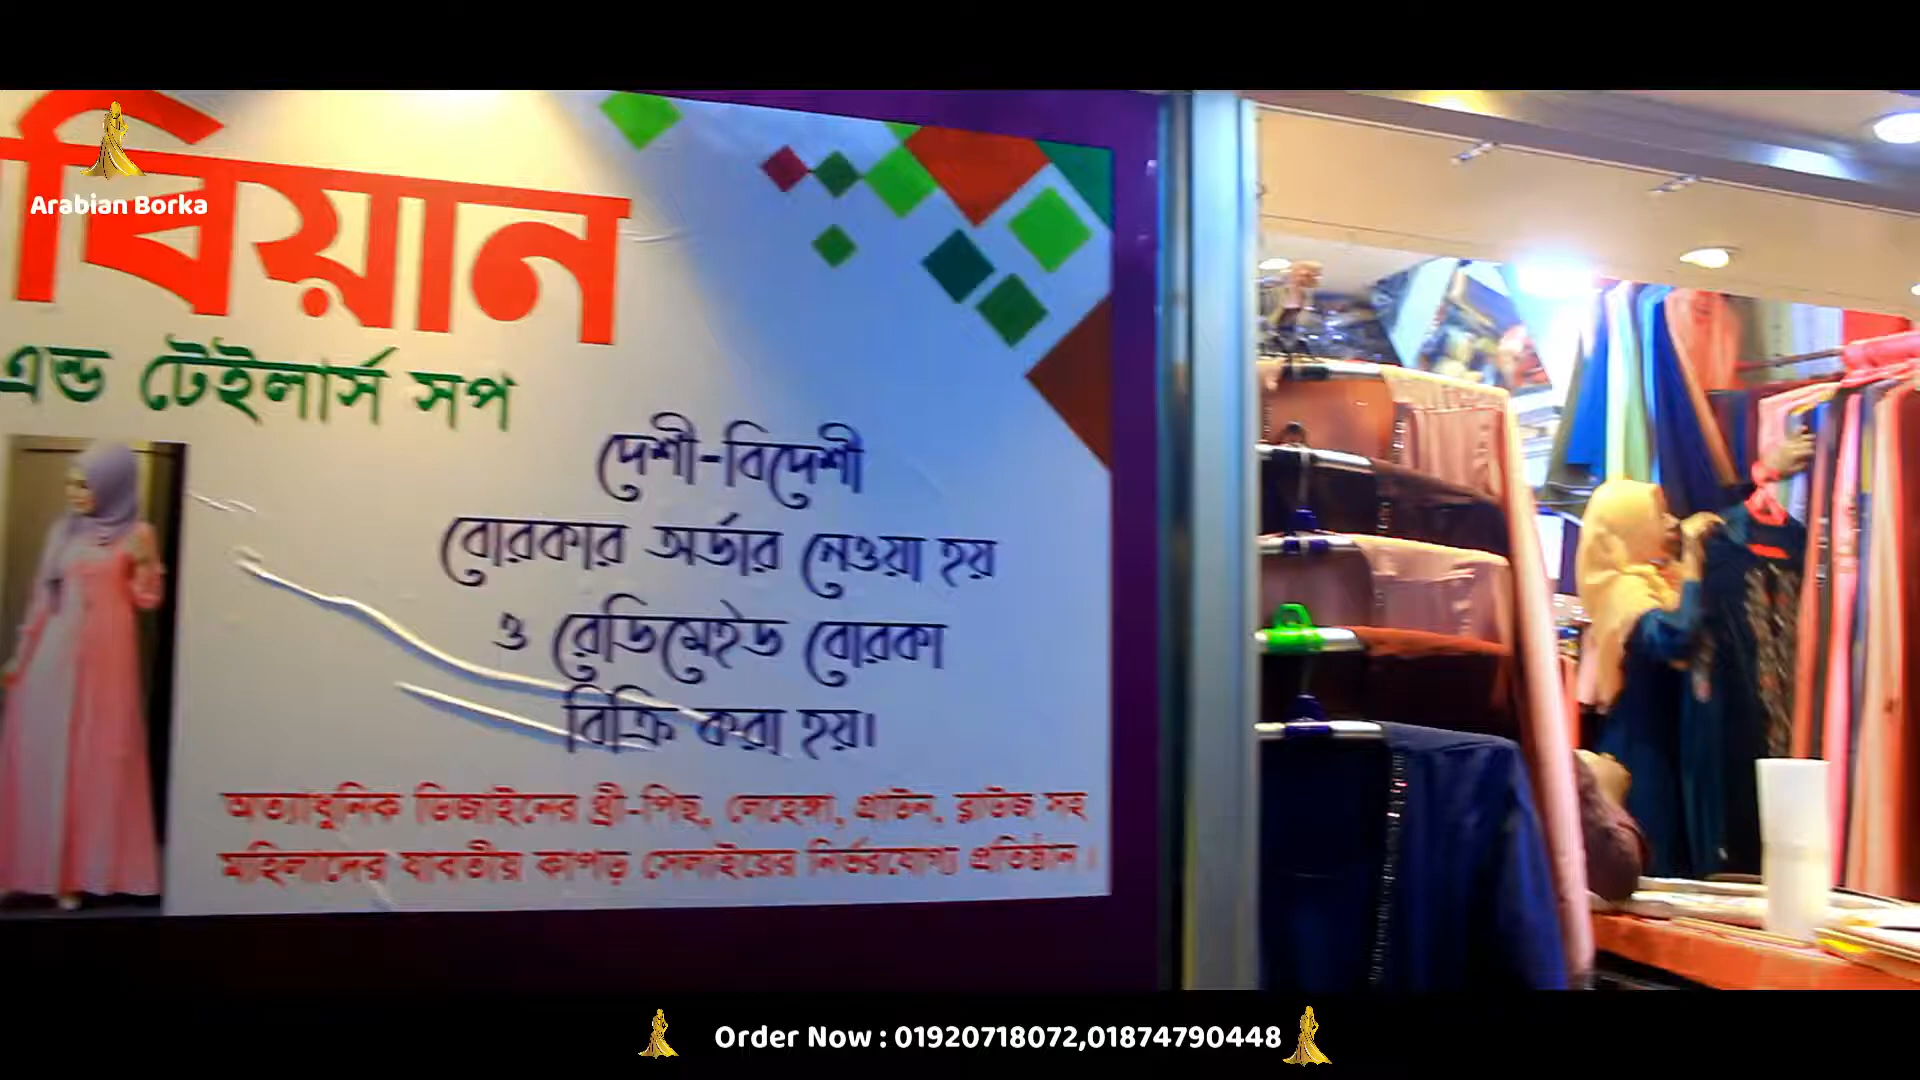 Arabian Borka
বিয়ান
এন্ড টেইলার্স সপ
দেশী-বিদেশী
বোরকার অর্ডার নেওয়া হয়
ও রেডিমেইড বোরকা
বিক্রি করা হয়।
অত্যাধুনিক ডিজাইনের থ্রী-পিছ, লেহেঙ্গা, গ্রাউন, ব্লাউজ সহ
মহিলাদের যাবতীয় কাপড় সেলাইয়ের নির্ভরযোগ্য প্রতিষ্ঠান।
Order Now : 01920718072,01874790448